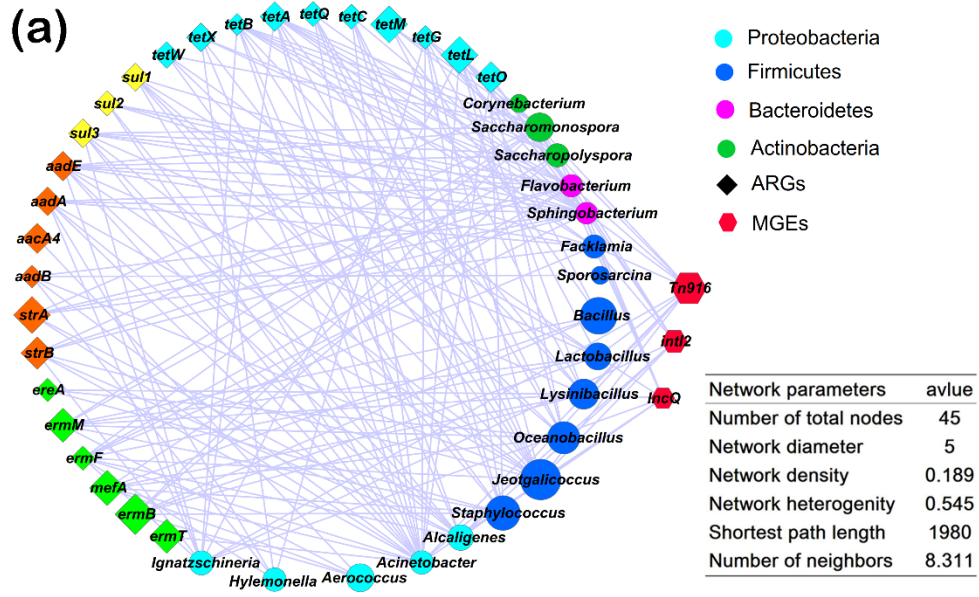 (a)
tetW
tetX
tetB
tetA
tetQ
tetC
tetM
tetG
tetL
tetO
sul1
sul2
sul3
aadE
aadA
aacA4
aadB
strA
strB
ereA
ermM
ermF
mefA
ermB
ermT
Ignatzschineria
Hylemonella
Aerococcus
Acinetobacter
Alcaligenes
Staphylococcus
Jeotgalicoccus
Oceanobacillus
Lysinibacillus
Lactobacillus
Bacillus
Sporosarcina
Facklamia
Sphingobacterium
Flavobacterium
Saccharopolyspora
Saccharomonospora
Corynebacterium
Tn916
intI2
IncQ
Proteobacteria
Firmicutes
Bacteroidetes
Actinobacteria
ARGs
MGEs
Network parameters avlue
Number of total nodes 45
Network diameter 5
Network density 0.189
Network heterogenity 0.545
Shortest path length 1980
Number of neighbors 8.311